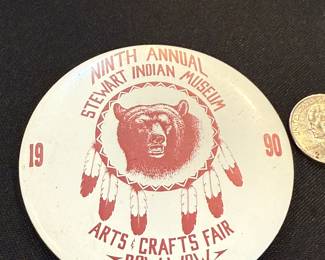 NINTH ANNUAL
STEWART INDIAN MUSEUM
19 90
ARTS & CRAFTS FAIR